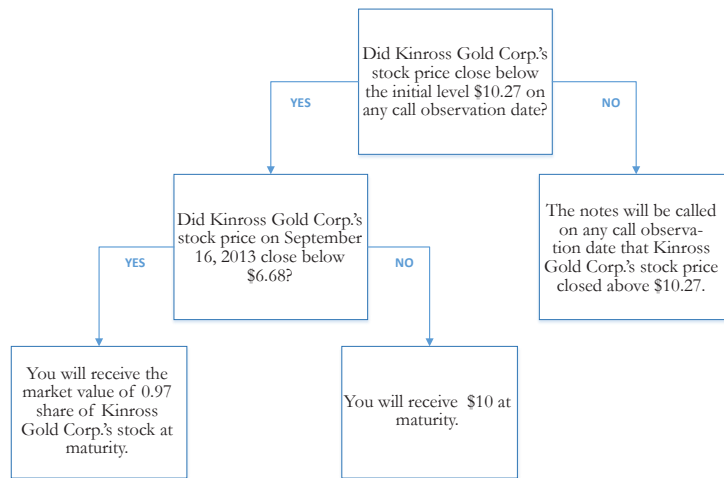 Did Kinross Gold Corp.'s
stock price close below
the initial level $10.27 on
any call observation date?
YES
NO
Did Kinross Gold Corp.'s
stock price on September
16, 2013 close below
$6.68?
The notes will be called
on any call observa-
tion date that Kinross
Gold Corp.'s stock price
closed above $10.27.
YES
NO
You will receive the
market value of 0.97
share of Kinross
Gold Corp.'s stock at
maturity.
You will receive $10 at
maturity.